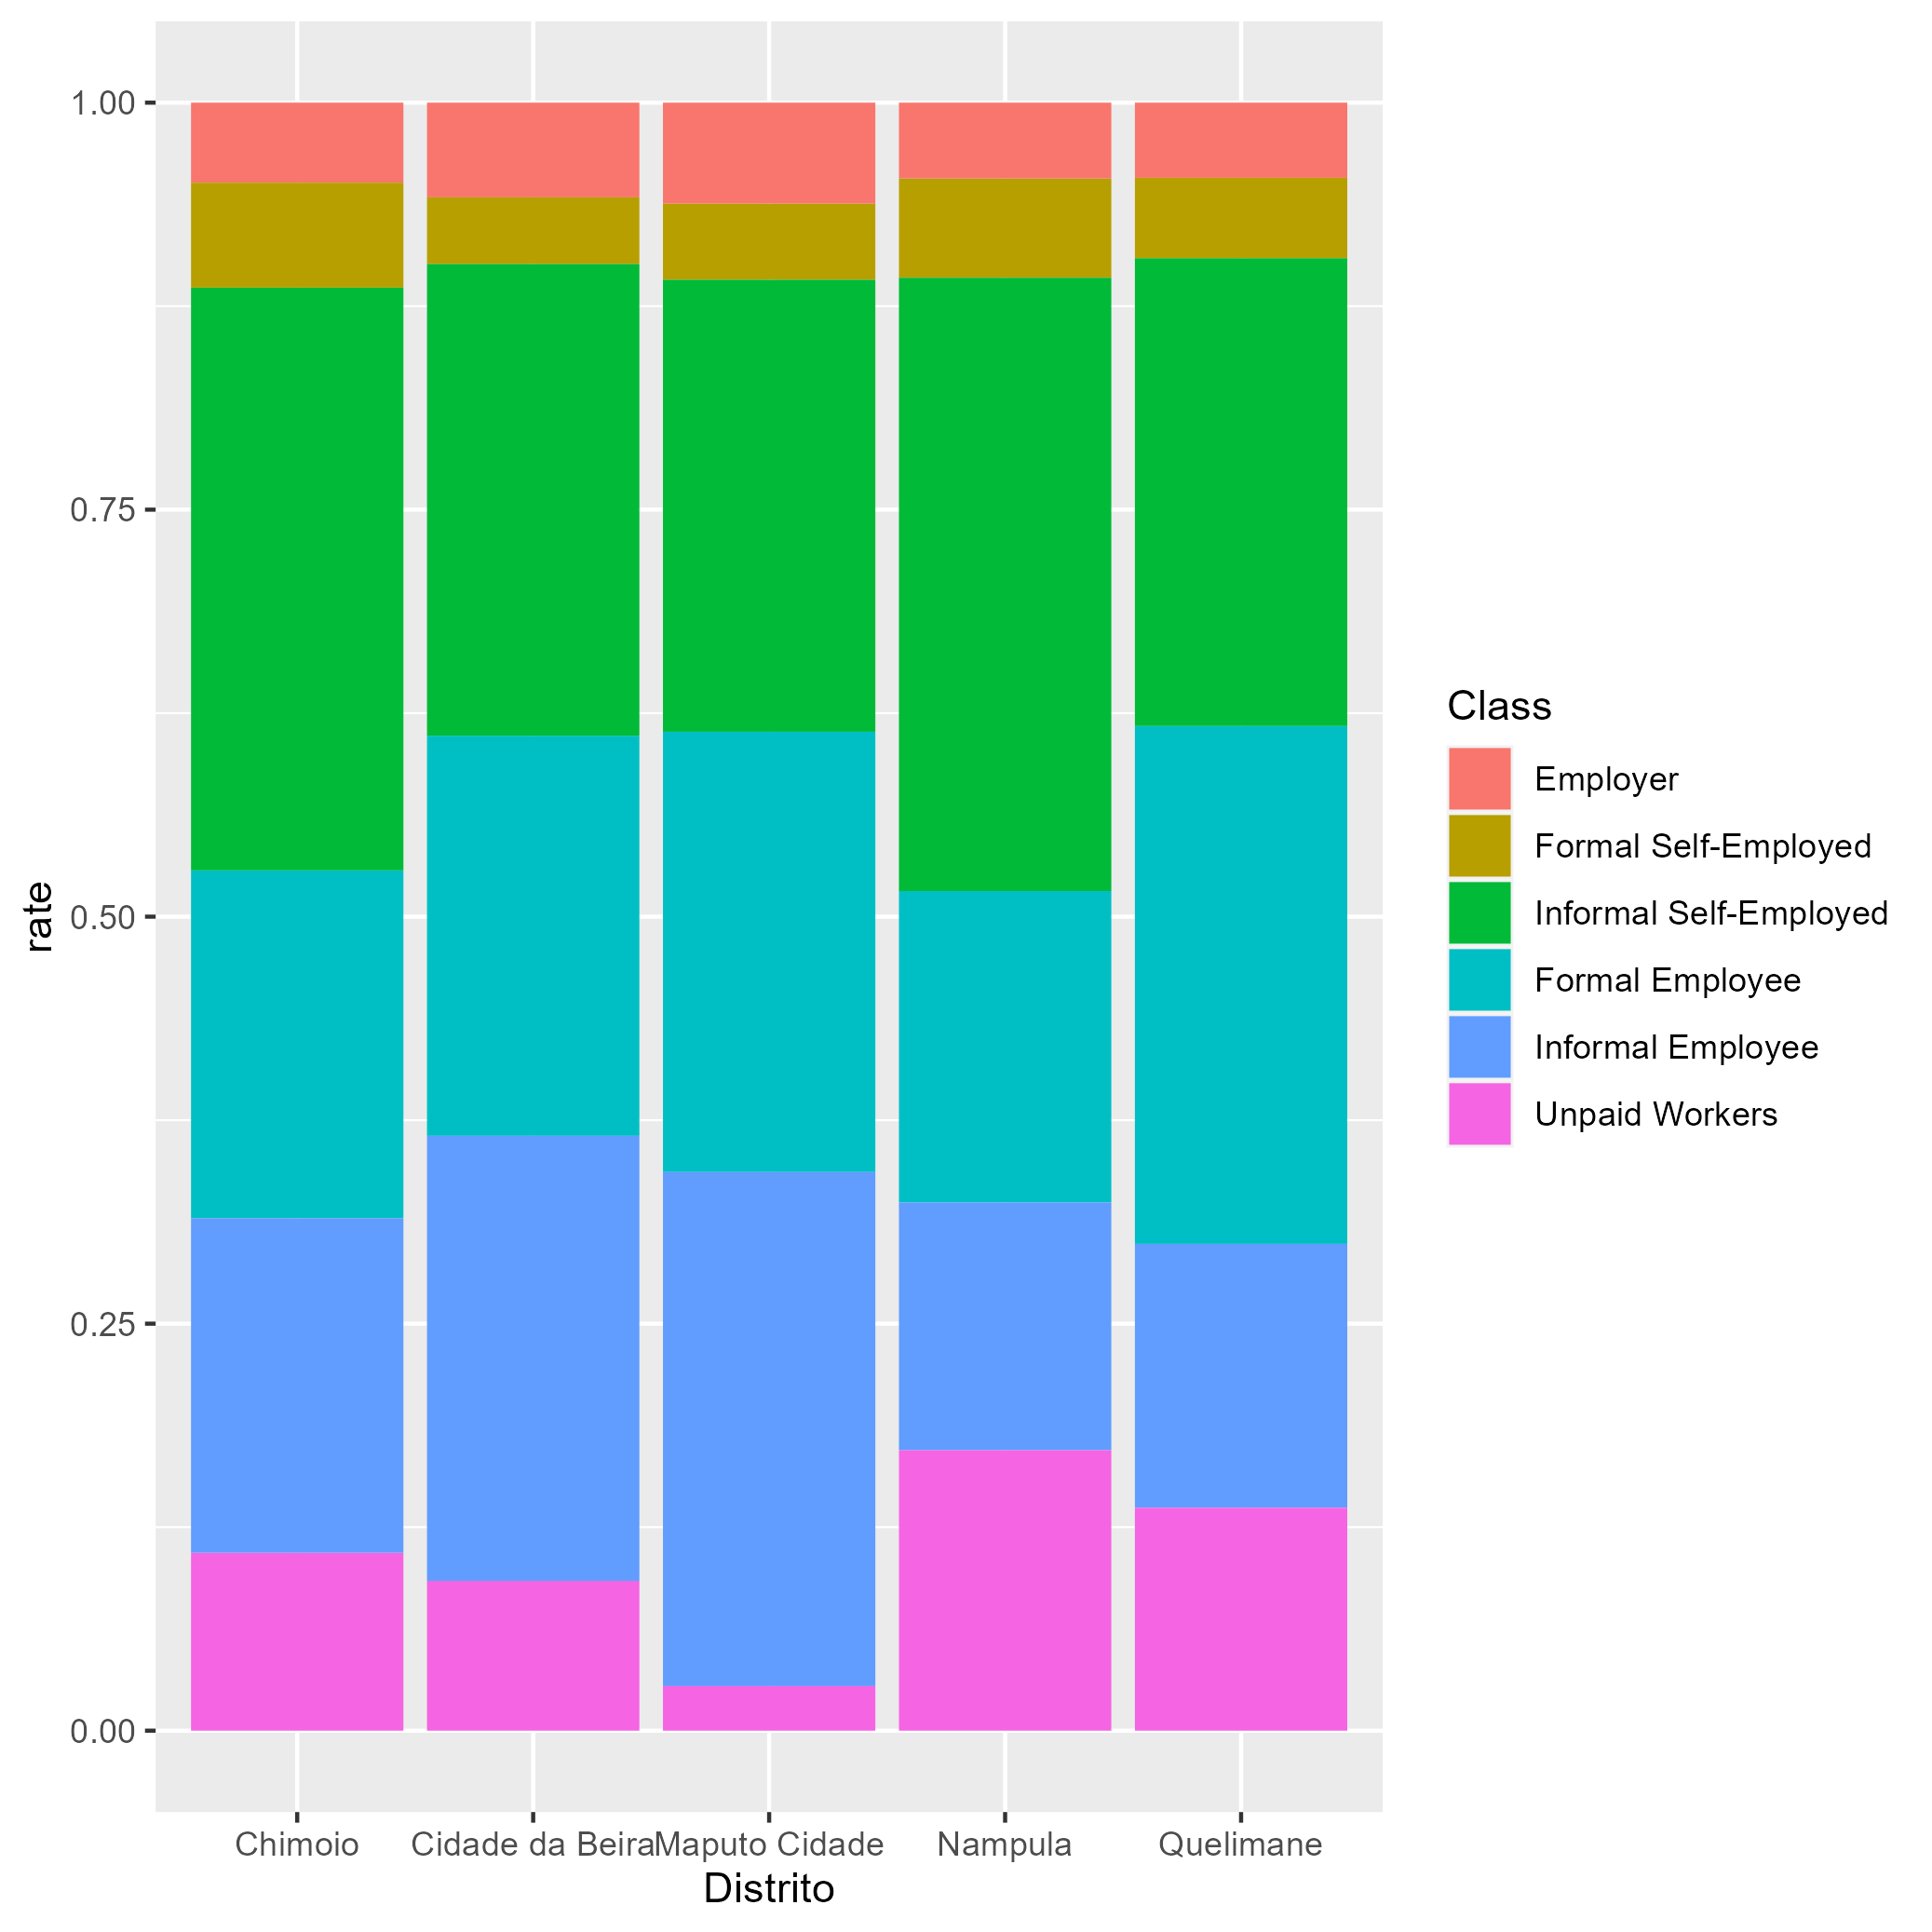 rate
1.00
0.75
0.50
0.25
0.00
Chimoio
Cidade da Beira
Maputo Cidade
Nampula
Quelimane
Distrito
Class
Employer
Formal Self-Employed
Informal Self-Employed
Formal Employee
Informal Employee
Unpaid Workers